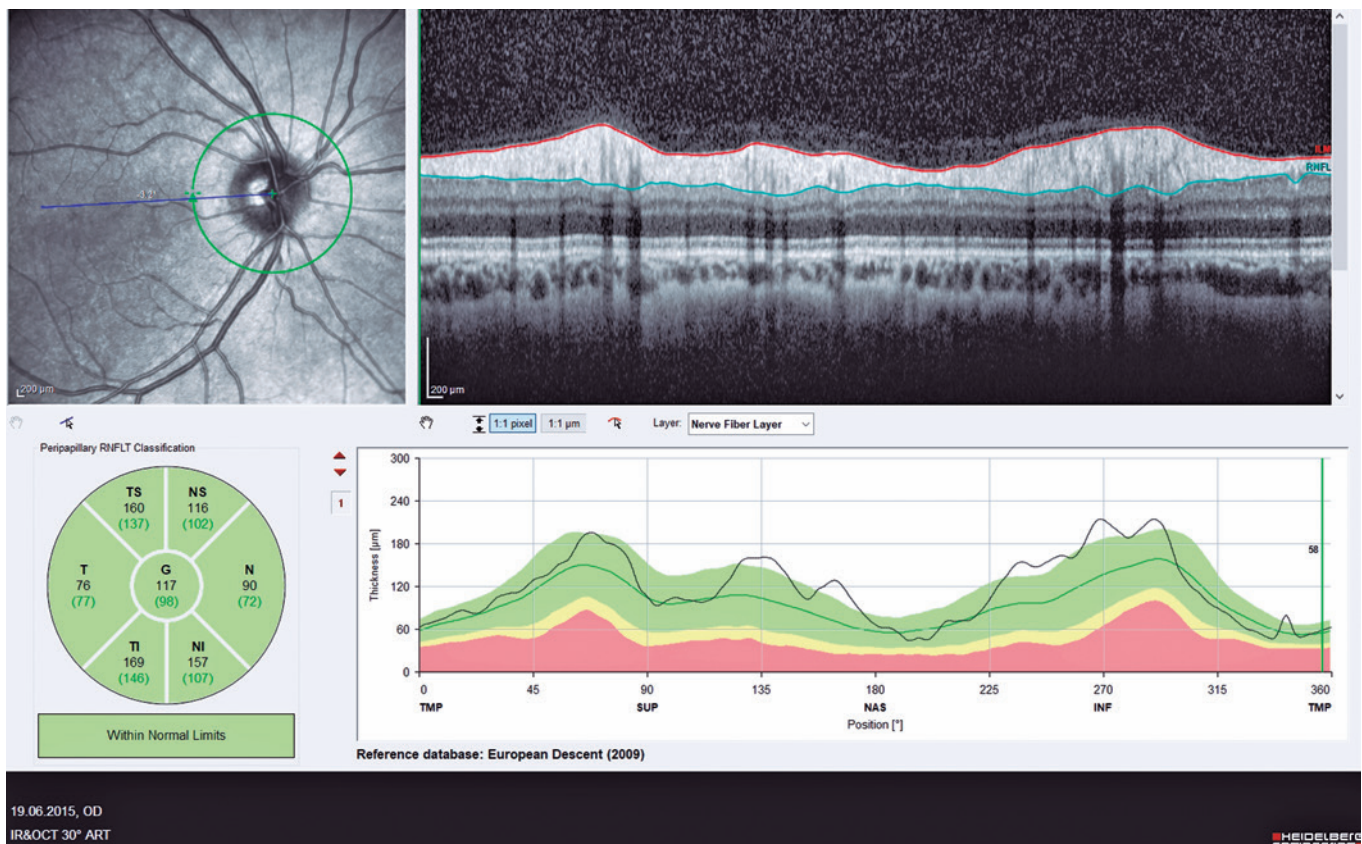 -3.3°
200 µm
ILM
RNFL
200 µm
1:1 pixel 1:1 µm Layer: Nerve Fiber Layer
Peripapillary RNFLT Classification
TS
160
(137)
NS
116
(102)
T
76
(77)
G
117
(98)
N
90
(72)
TI
169
(146)
NI
157
(107)
Within Normal Limits
1
Thickness [µm]
300
240
180
120
60
0
58
0 45 90 135 180 225 270 315 360
TMP SUP NAS INF TMP
Position [°]
Reference database: European Descent (2009)
19.06.2015, OD
IR&OCT 30° ART
HEIDELBERG